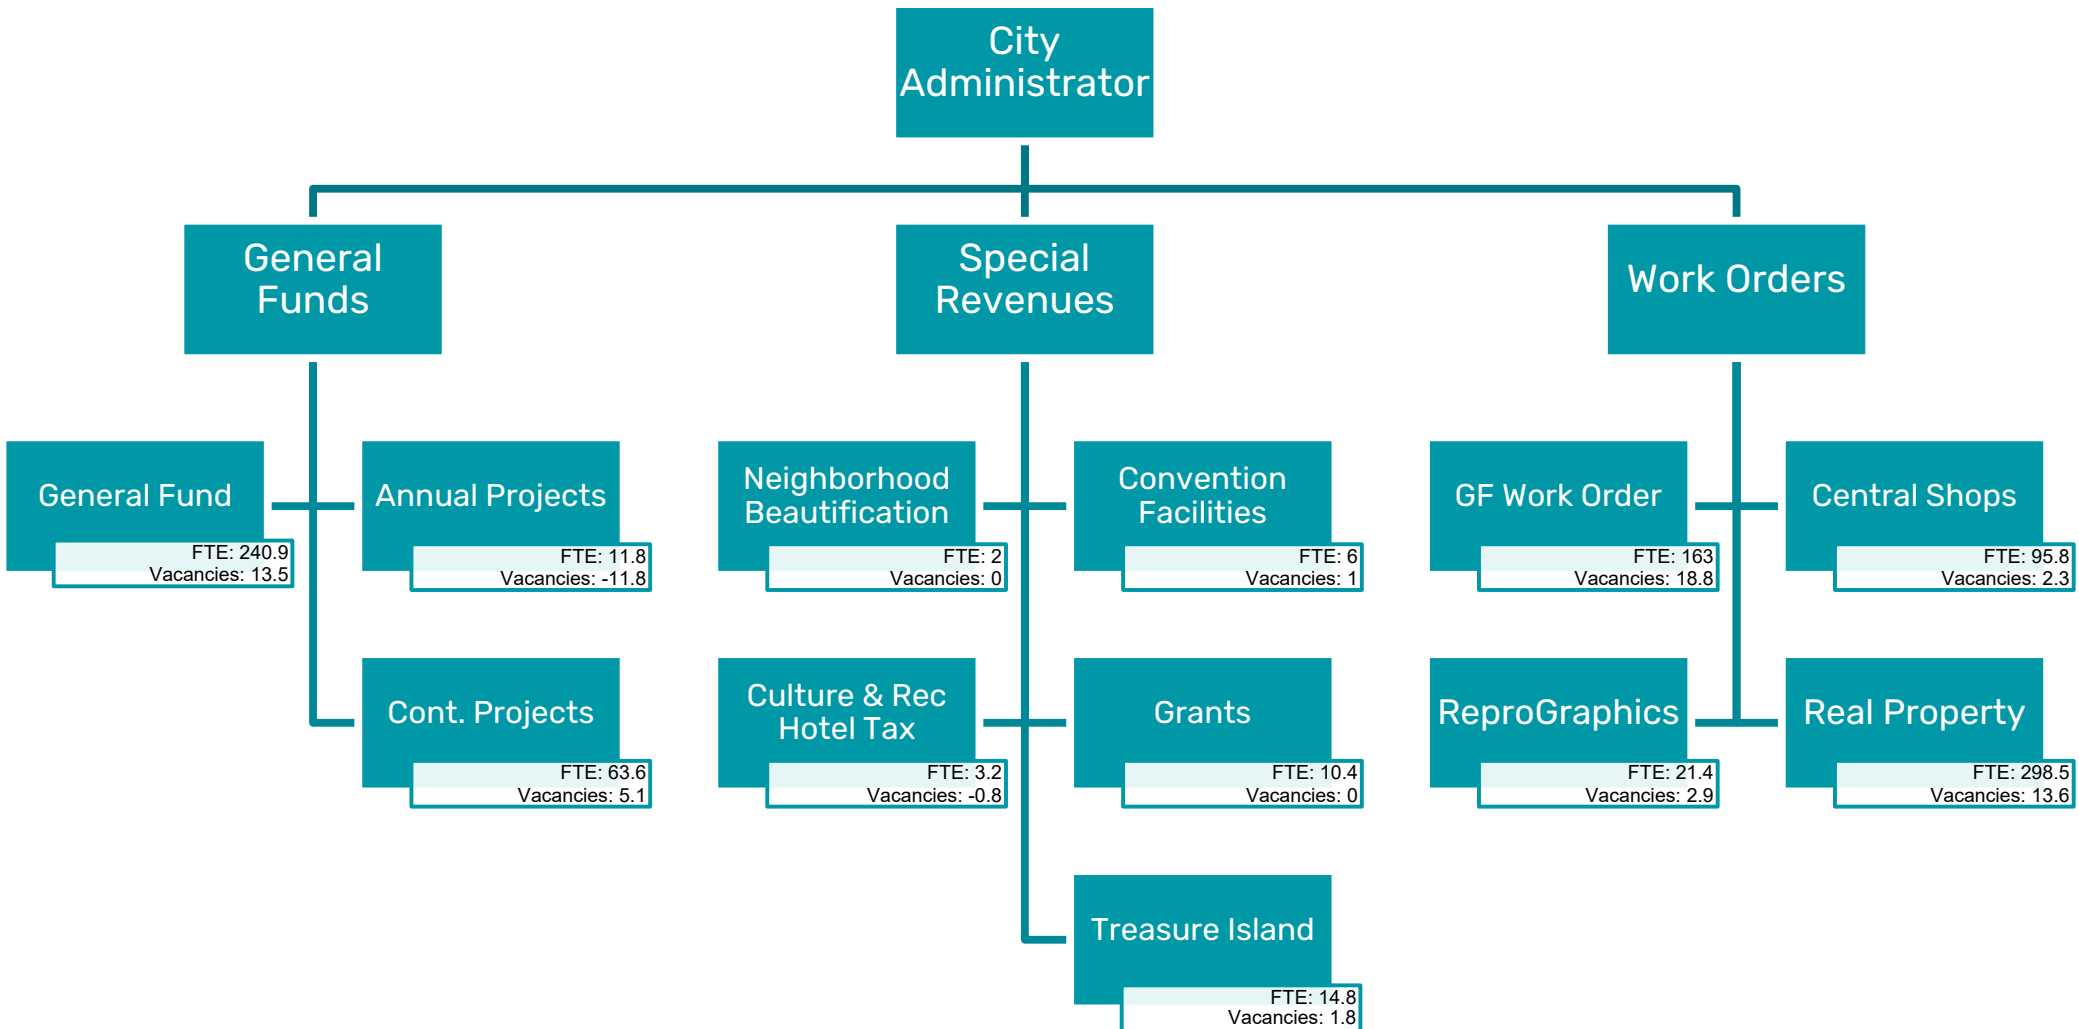 City
Administrator
General
Funds
Special
Revenues
Work Orders
General Fund
FTE: 240.9
Vacancies: 13.5
Annual Projects
FTE: 11.8
Vacancies: -11.8
Neighborhood
Beautification
FTE: 2
Vacancies: 0
Convention
Facilities
FTE: 6
Vacancies: 1
GF Work Order
FTE: 163
Vacancies: 18.8
Central Shops
FTE: 95.8
Vacancies: 2.3
Cont. Projects
FTE: 63.6
Vacancies: 5.1
Culture & Rec
Hotel Tax
FTE: 3.2
Vacancies: -0.8
Grants
FTE: 10.4
Vacancies: 0
ReproGraphics
FTE: 21.4
Vacancies: 2.9
Real Property
FTE: 298.5
Vacancies: 13.6
Treasure Island
FTE: 14.8
Vacancies: 1.8